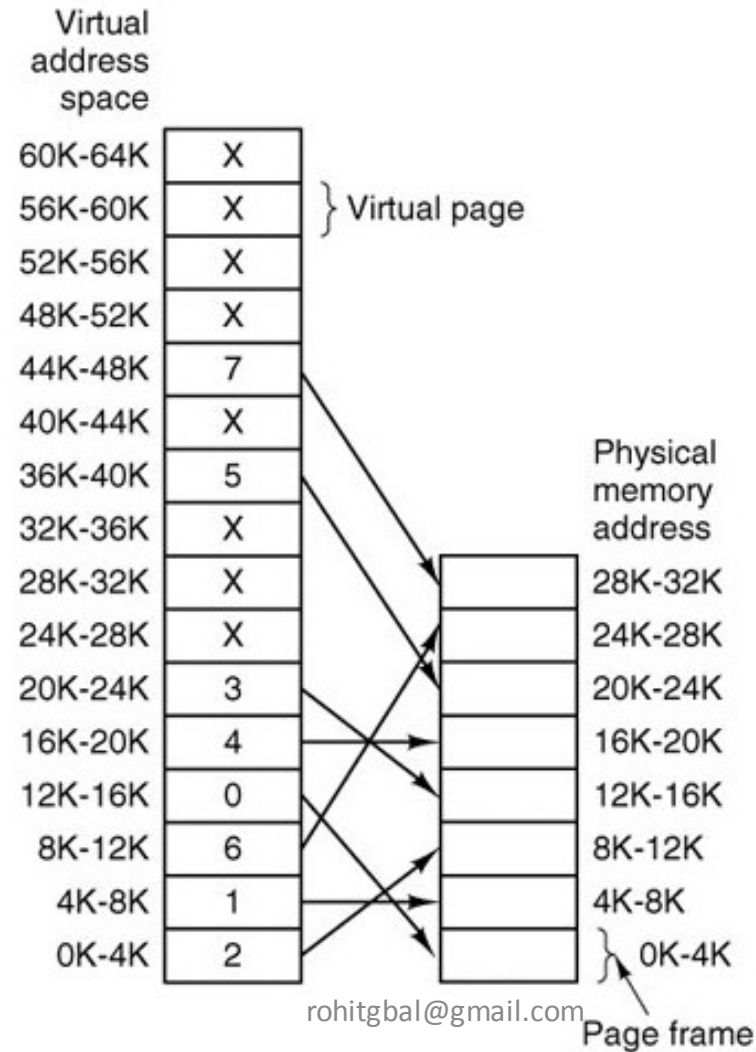 Virtual
address
space
60K-64K X
56K-60K X Virtual page
52K-56K X
48K-52K X
44K-48K 7
40K-44K X
36K-40K 5
32K-36K X
28K-32K X
24K-28K X
20K-24K 3
16K-20K 4
12K-16K 0
8K-12K 6
4K-8K 1
0K-4K 2
Physical
memory
address
28K-32K
24K-28K
20K-24K
16K-20K
12K-16K
8K-12K
4K-8K
0K-4K
rohitgbal@gmail.com
Page frame